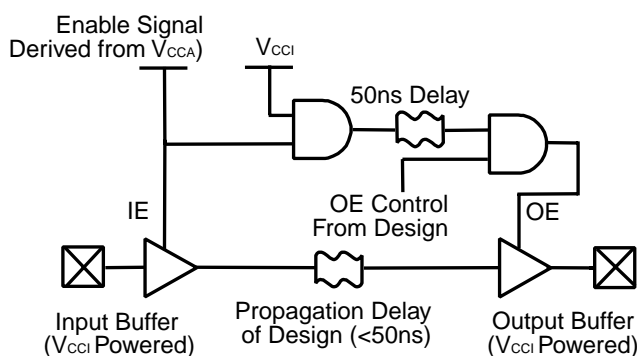 Enable Signal
Derived from VCCA)
VCCI
50ns Delay
OE Control
From Design
IE
OE
Input Buffer
(VCCI Powered)
Propagation Delay
of Design (<50ns)
Output Buffer
(VCCI Powered)